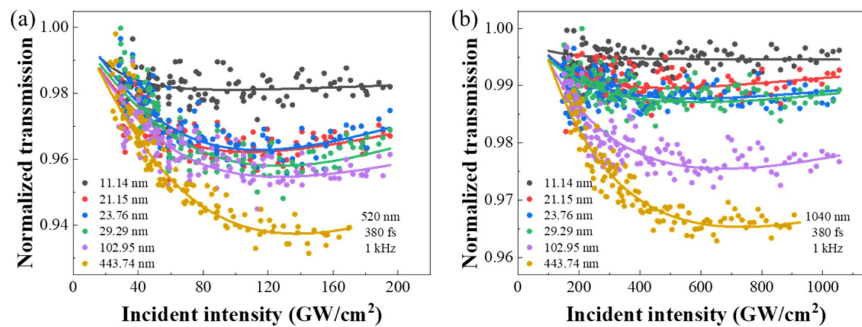 (a)
1.00
0.98
0.96
0.94
Normalized transmission
11.14 nm
21.15 nm
23.76 nm
29.29 nm
102.95 nm
443.74 nm
520 nm
380 fs
1 kHz
0 40 80 120 160 200
Incident intensity (GW/cm²)
(b)
1.00
0.99
0.98
0.97
0.96
Normalized transmission
11.14 nm
21.15 nm
23.76 nm
29.29 nm
102.95 nm
443.74 nm
1040 nm
380 fs
1 kHz
0 200 400 600 800 1000
Incident intensity (GW/cm²)